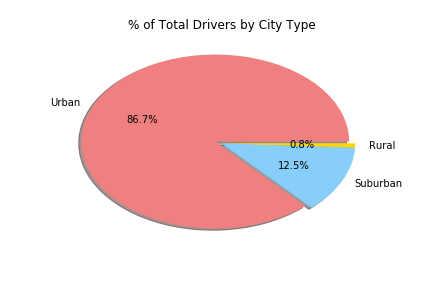 % of Total Drivers by City Type
Urban
86.7%
0.8%
Rural
12.5%
Suburban